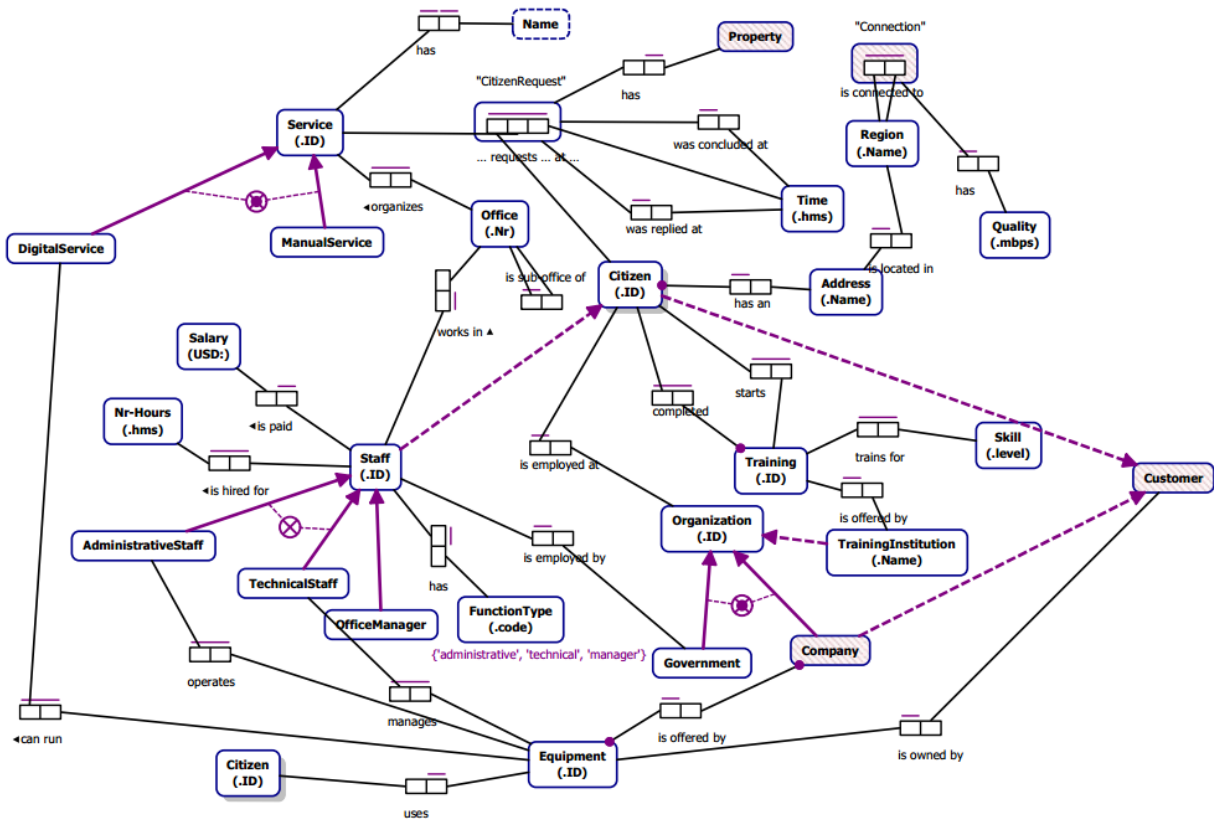 Name
"Connection"
has
Property
"CitizenRequest"
has
is connected to
Service
(.ID)
Region
(.Name)
was concluded at
... requests ... at ...
has
Time
(.hms)
◄organizes
Office
(.Nr)
was replied at
Quality
(.mbps)
DigitalService
ManualService
is sub-office of
Citizen
(.ID)
is located in
has an
Address
(.Name)
works in ▲
Salary
(USD:)
starts
completed
Nr-Hours
(.hms)
◄is paid
Skill
(.level)
Staff
(.ID)
is employed at
Training
(.ID)
trains for
Customer
◄is hired for
Organization
(.ID)
is offered by
AdministrativeStaff
is employed by
TrainingInstitution
(.Name)
TechnicalStaff
has
OfficeManager
FunctionType
(.code)
{'administrative', 'technical', 'manager'}
Government
Company
operates
manages
is offered by
◄can run
is owned by
Equipment
(.ID)
Citizen
(.ID)
uses